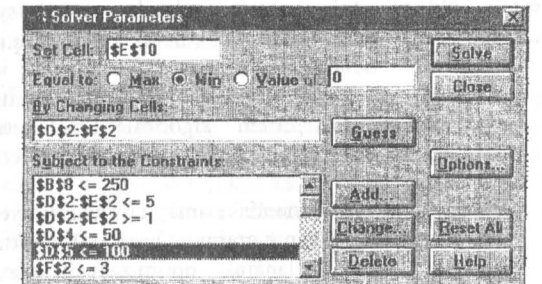 Solver Parameters
Set Cell: $E$10
Solve
Equal to: Max Min Value of: 0
Close
By Changing Cells:
$D$2:$F$2
Guess
Subject to the Constraints:
Options...
$B$8 <= 250
$D$2:$E$2 <= 5
$D$2:$E$2 >= 1
$D$4 <= 50
$D$5 <= 100
$F$2 <= 3
Add...
Change...
Reset All
Delete
Help